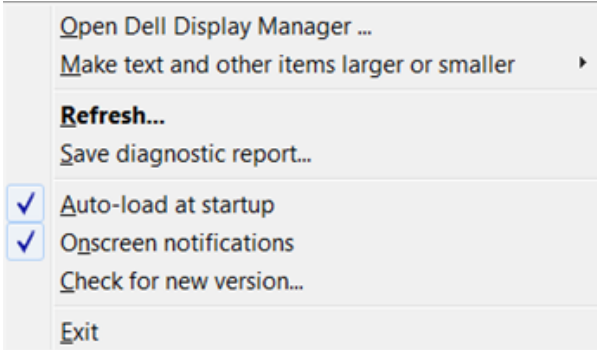 Open Dell Display Manager ...
Make text and other items larger or smaller
Refresh...
Save diagnostic report...
Auto-load at startup
Onscreen notifications
Check for new version...
Exit